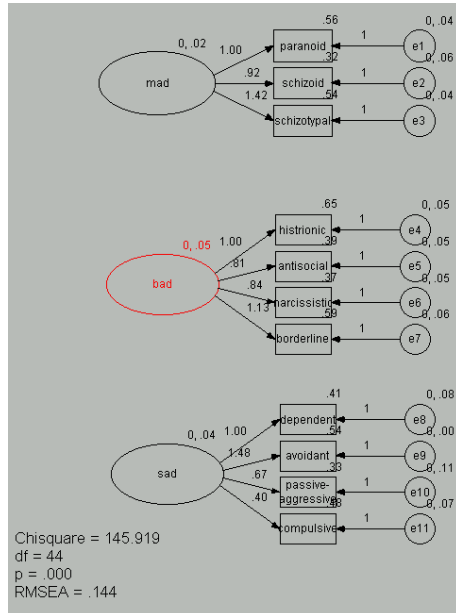 .56
0, .04
0, .02
1.00
paranoid
1
e1
.32
0, .06
mad
.92
schizoid
1
e2
.54
0, .04
1.42
schizotypal
1
e3
.65
0, .05
0, .05
1.00
histrionic
1
e4
.39
0, .05
.81
antisocial
1
e5
.37
0, .05
bad
.84
narcissistic
1
e6
.59
0, .06
1.13
borderline
1
e7
.41
0, .08
0, .04
1.00
dependent
1
e8
.54
0, .00
1.48
avoidant
1
e9
.33
0, .11
sad
.67
passive-
aggressive
1
e10
.48
0, .07
.40
compulsive
1
e11
Chisquare = 145.919
df = 44
p = .000
RMSEA = .144